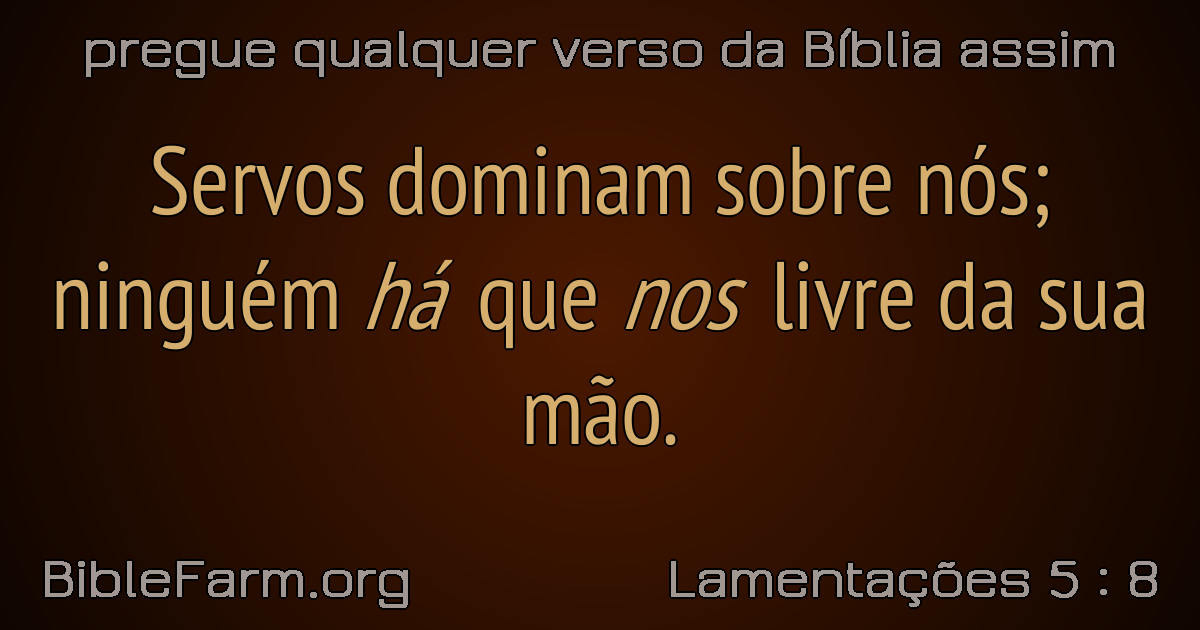 pregue qualquer verso da Bíblia assim
Servos dominam sobre nós;
ninguém há que nos livre da sua
mão.
BibleFarm.org
Lamentações 5 : 8